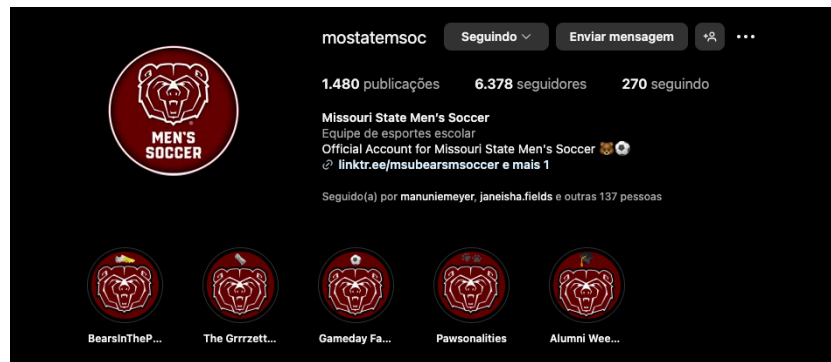 mostatemsoc Seguindo Enviar mensagem
1.480 publicações 6.378 seguidores 270 seguindo
Missouri State Men's Soccer
Equipe de esportes escolar
Official Account for Missouri State Men's Soccer 🐻⚽
linktr.ee/msubearsmsoccer e mais 1
Seguido(a) por manuniemeyer, janeisha.fields e outras 137 pessoas
MEN'S
SOCCER
BearsInTheP... The Grrrzett... Gameday Fa... Pawsonalities Alumni Wee...